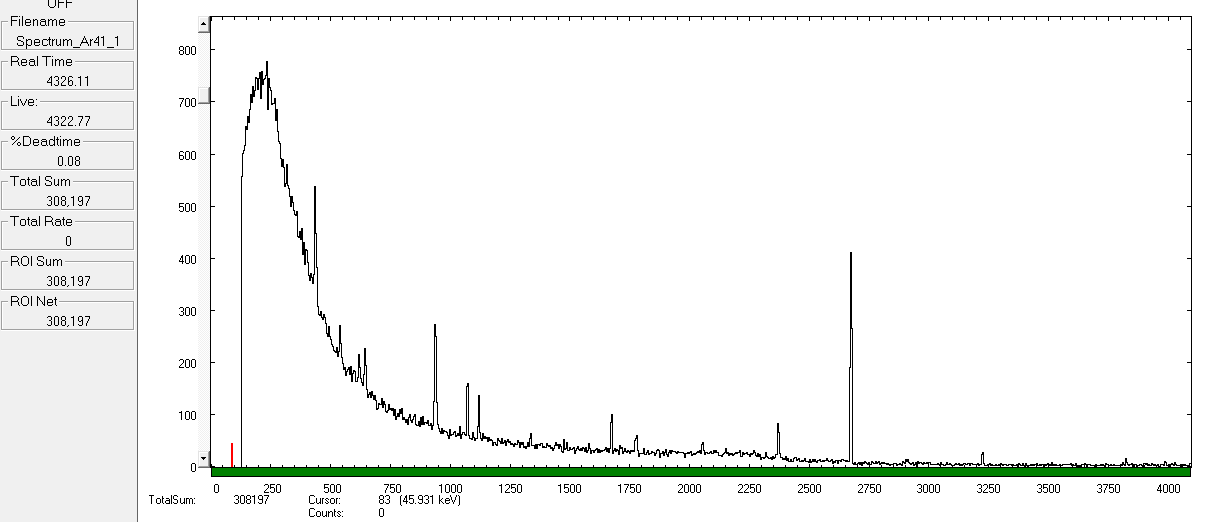 OFF
Filename
Spectrum_Ar41_1
Real Time
4326.11
Live:
4322.77
%Deadtime
0.08
Total Sum
308,197
Total Rate
0
ROI Sum
308,197
ROI Net
308,197
800
700
600
500
400
300
200
100
0
0 250 500 750 1000 1250 1500 1750 2000 2250 2500 2750 3000 3250 3500 3750 4000
TotalSum: 308197 Cursor: 83 (45.931 keV)
Counts: 0